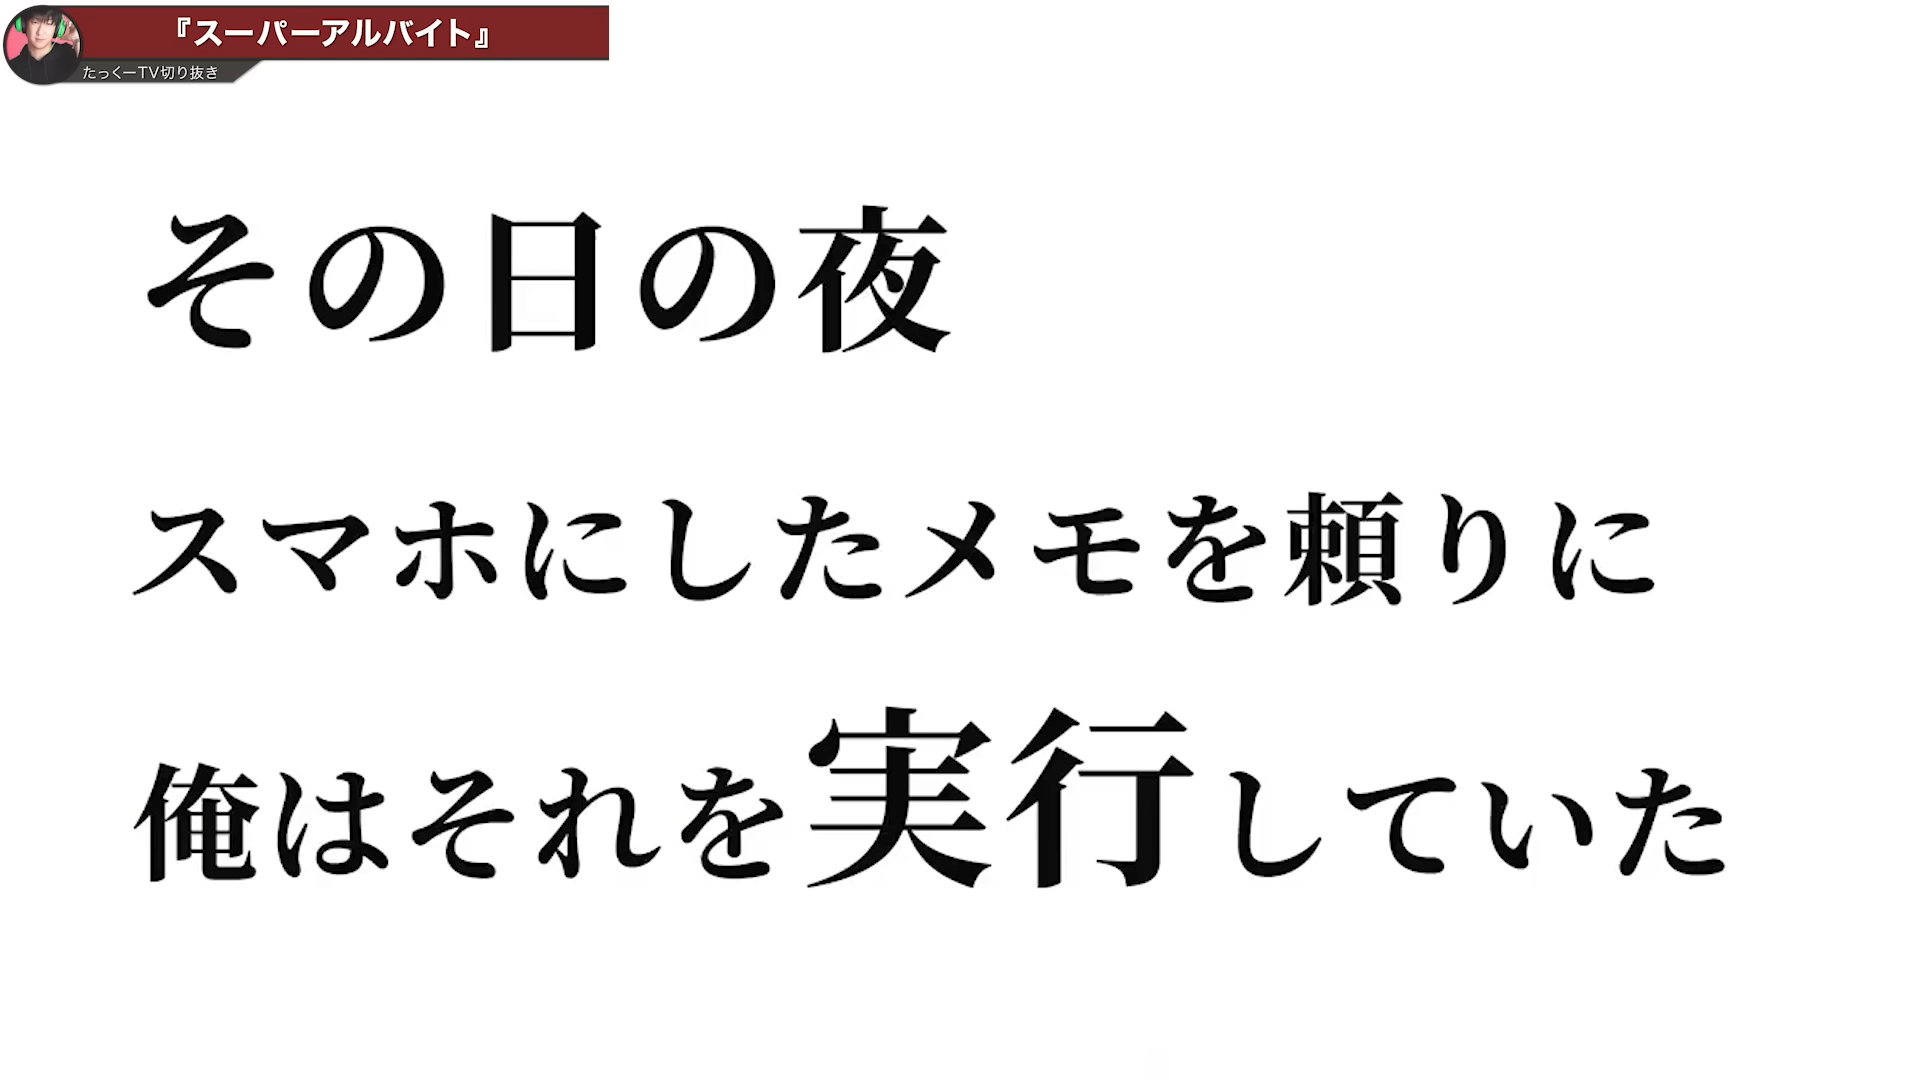 『スーパーアルバイト』
たっくーTV切り抜き
その日の夜
スマホにしたメモを頼りに
俺はそれを実行していた